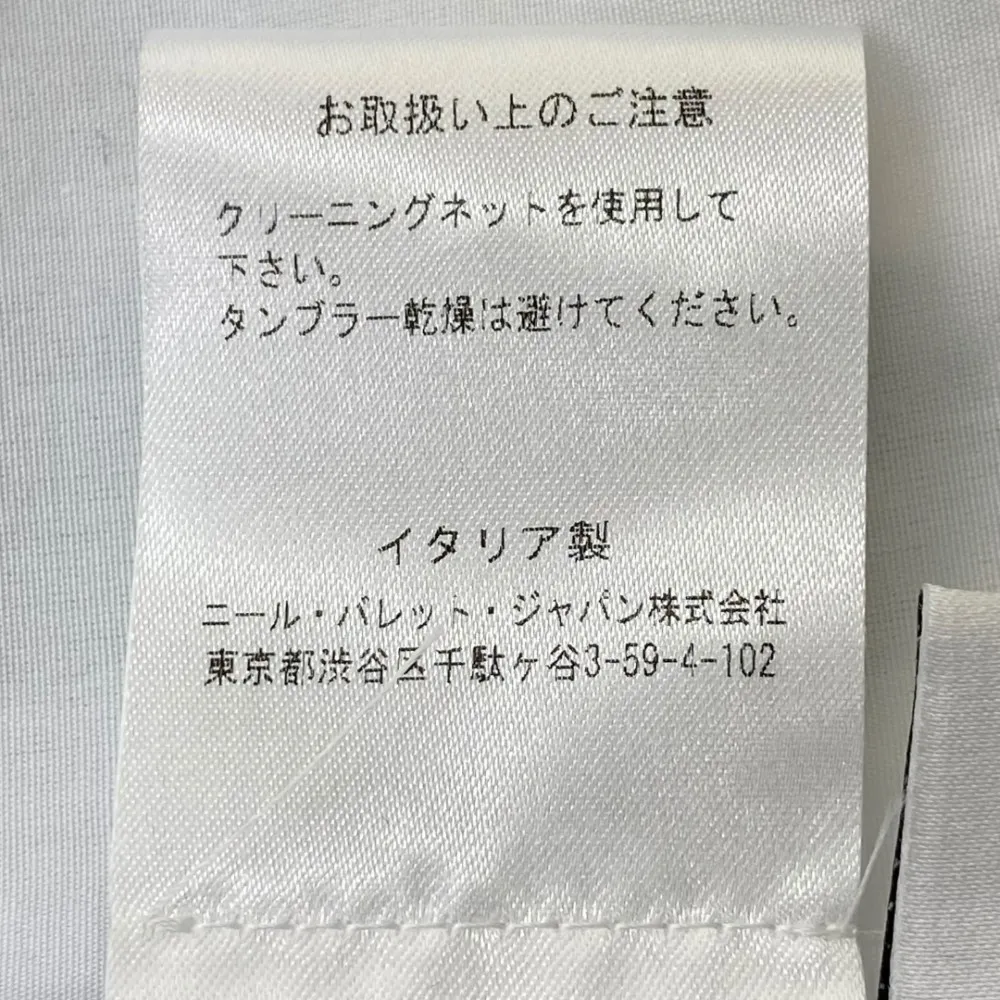 お取扱い上のご注意
クリーニングネットを使用して
下さい。
タンブラー乾燥は避けてください。
イタリア製
ニール・バレット・ジャパン株式会社
東京都渋谷区千駄ヶ谷3-59-4-102